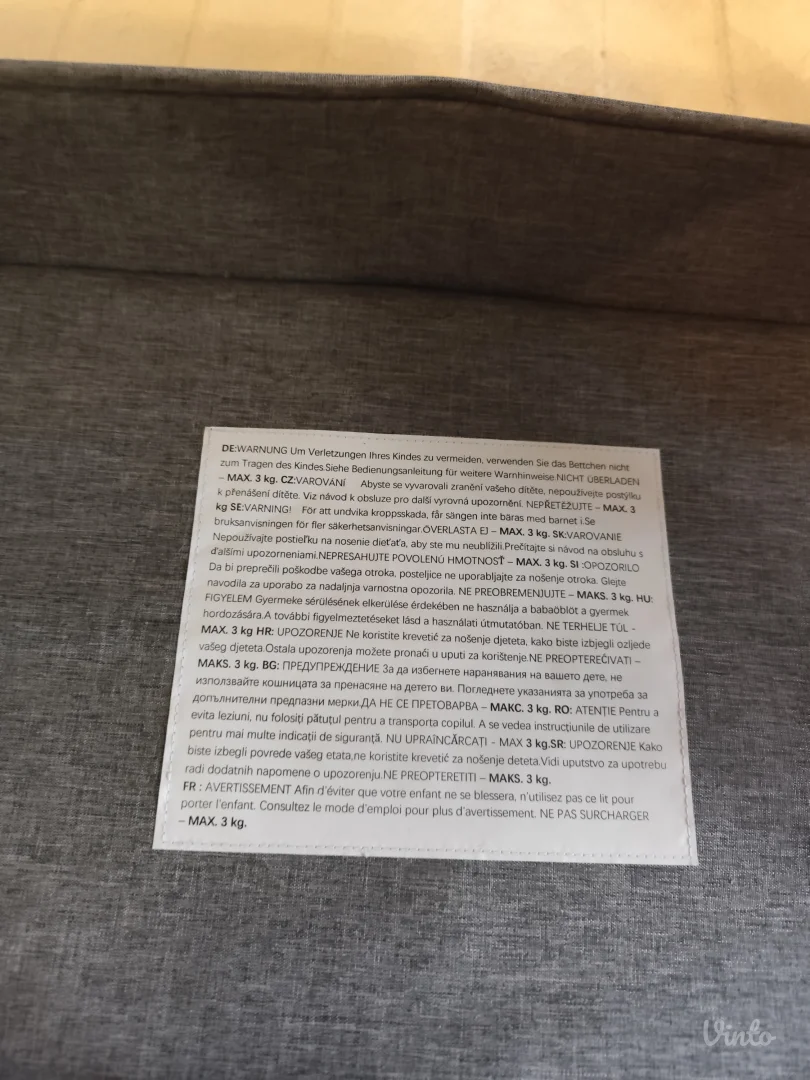 DE:WARNUNG Um Verletzungen Ihres Kindes zu vermeiden, verwenden Sie das Bettchen nicht
zum Tragen des Kindes.Siehe Bedienungsanleitung für weitere Warnhinweise.NICHT ÜBERLADEN
– MAX. 3 kg. CZ:VAROVÁNÍ Abyste se vyvarovali zranění vašeho dítěte, nepoužívejte postýlku
k přenášení dítěte. Viz návod k obsluze pro další vyrovná upozornění. NEPŘETĚŽUJTE – MAX. 3
kg SE:VARNING! För att undvika kroppsskada, får sängen inte bäras med barnet i.Se
bruksanvisningen för fler säkerhetsanvisningar.ÖVERLASTA EJ – MAX. 3 kg. SK:VAROVANIE
Nepoužívajte postieľku na nosenie dieťaťa, aby ste mu neublížili.Prečítajte si návod na obsluhu s
ďalšími upozorneniami.NEPRESAHUJTE POVOLENÚ HMOTNOSŤ – MAX. 3 kg. SI :OPOZORILO
Da bi preprečili poškodbe vašega otroka, posteljice ne uporabljajte za nošenje otroka. Glejte
navodila za uporabo za nadaljnja varnostna opozorila. NE PREOBREMENJUJTE – MAKS. 3 kg. HU:
FIGYELEM Gyermeke sérülésének elkerülése érdekében ne használja a babaöblöt a gyermek
hordozására.A további figyelmeztetéseket lásd a használati útmutatóban. NE TERHELJE TÚL -
MAX. 3 kg HR: UPOZORENJE Ne koristite krevetić za nošenje djeteta, kako biste izbjegli ozljede
vašeg djeteta.Ostala upozorenja možete pronaći u uputi za korištenje.NE PREOPTEREĆIVATI –
MAKS. 3 kg. BG: ПРЕДУПРЕЖДЕНИЕ За да избегнете наранявания на вашето дете, не
използвайте кошницата за пренасяне на детето ви. Погледнете указанията за употреба за
допълнителни предпазни мерки.ДА НЕ СЕ ПРЕТОВАРВА – МАКС. 3 kg. RO: ATENȚIE Pentru a
evita leziuni, nu folosiți pătuțul pentru a transporta copilul. A se vedea instrucțiunile de utilizare
pentru mai multe indicații de siguranță. NU UPRAÎNCĂRCAȚI - MAX 3 kg.SR: UPOZORENJE Kako
biste izbegli povrede vašeg etata,ne koristite krevetić za nošenje deteta.Vidi uputstvo za upotrebu
radi dodatnih napomene o upozorenju.NE PREOPTERETITI – MAKS. 3 kg.
FR : AVERTISSEMENT Afin d'éviter que votre enfant ne se blessera, n'utilisez pas ce lit pour
porter l'enfant. Consultez le mode d'emploi pour plus d'avertissement. NE PAS SURCHARGER
– MAX. 3 kg.
Vinto